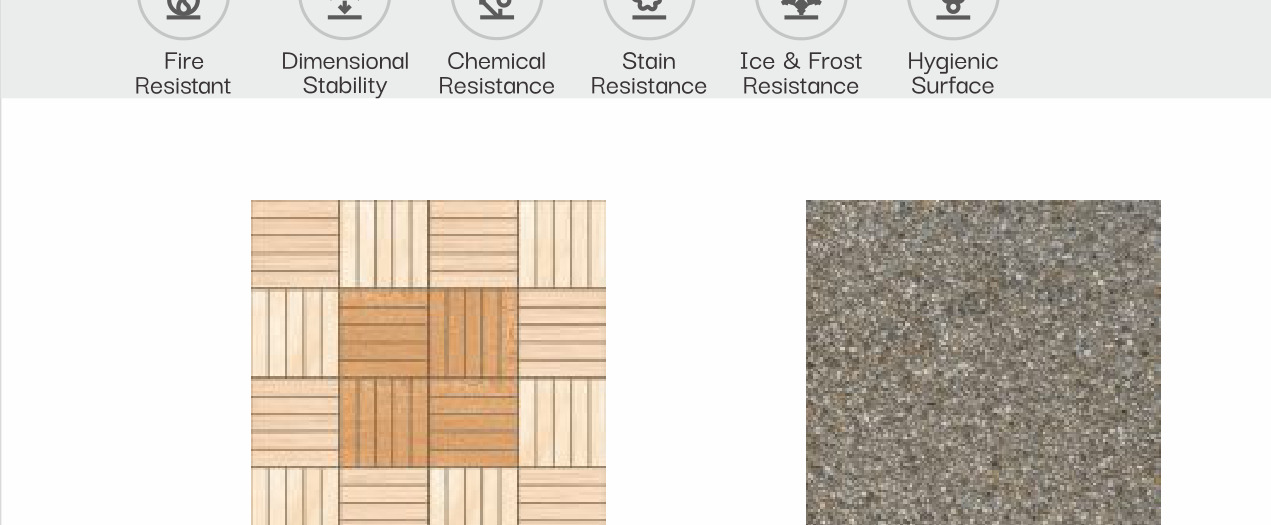 Fire
Resistant
Dimensional
Stability
Chemical
Resistance
Stain
Resistance
Ice & Frost
Resistance
Hygienic
Surface